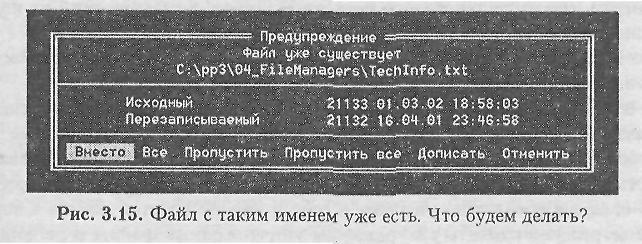 Предупреждение
Файл уже существует
C:\pp3\04_FileManagers\TechInfo.txt
Исходный 21133 01.03.02 18:58:03
Перезаписываемый 21132 16.04.01 23:46:58
Вместо Все Пропустить Пропустить все Дописать Отменить
Рис. 3.15. Файл с таким именем уже есть. Что будем делать?